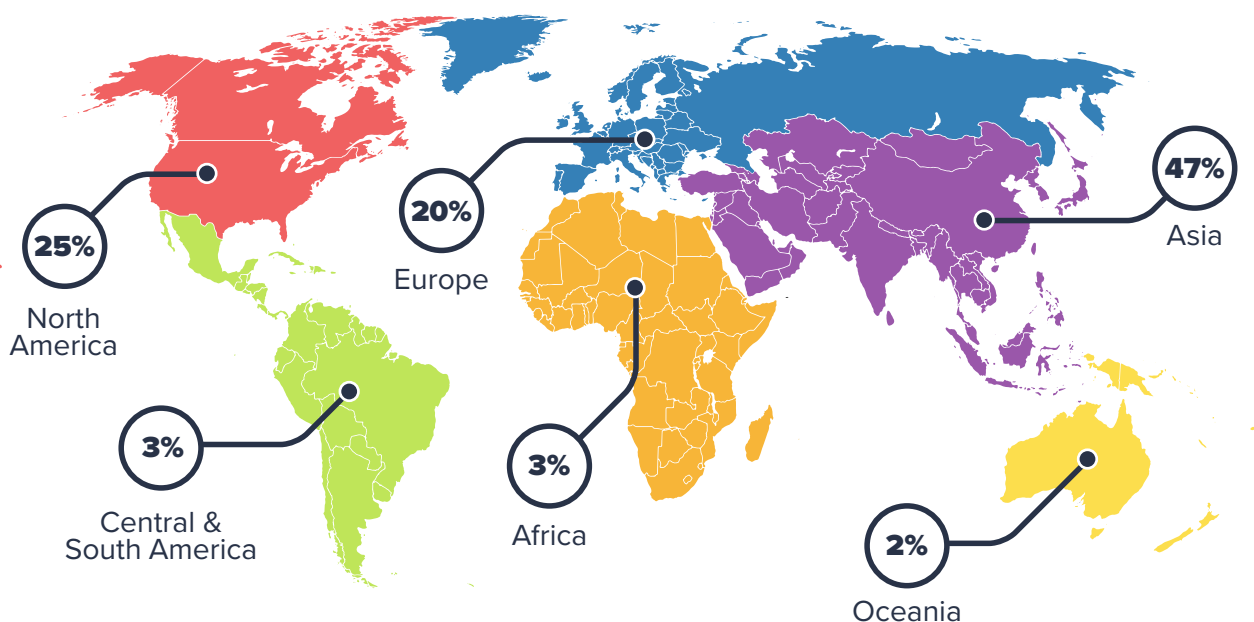 25%
North
America
20%
Europe
47%
Asia
3%
Central &
South America
3%
Africa
2%
Oceania